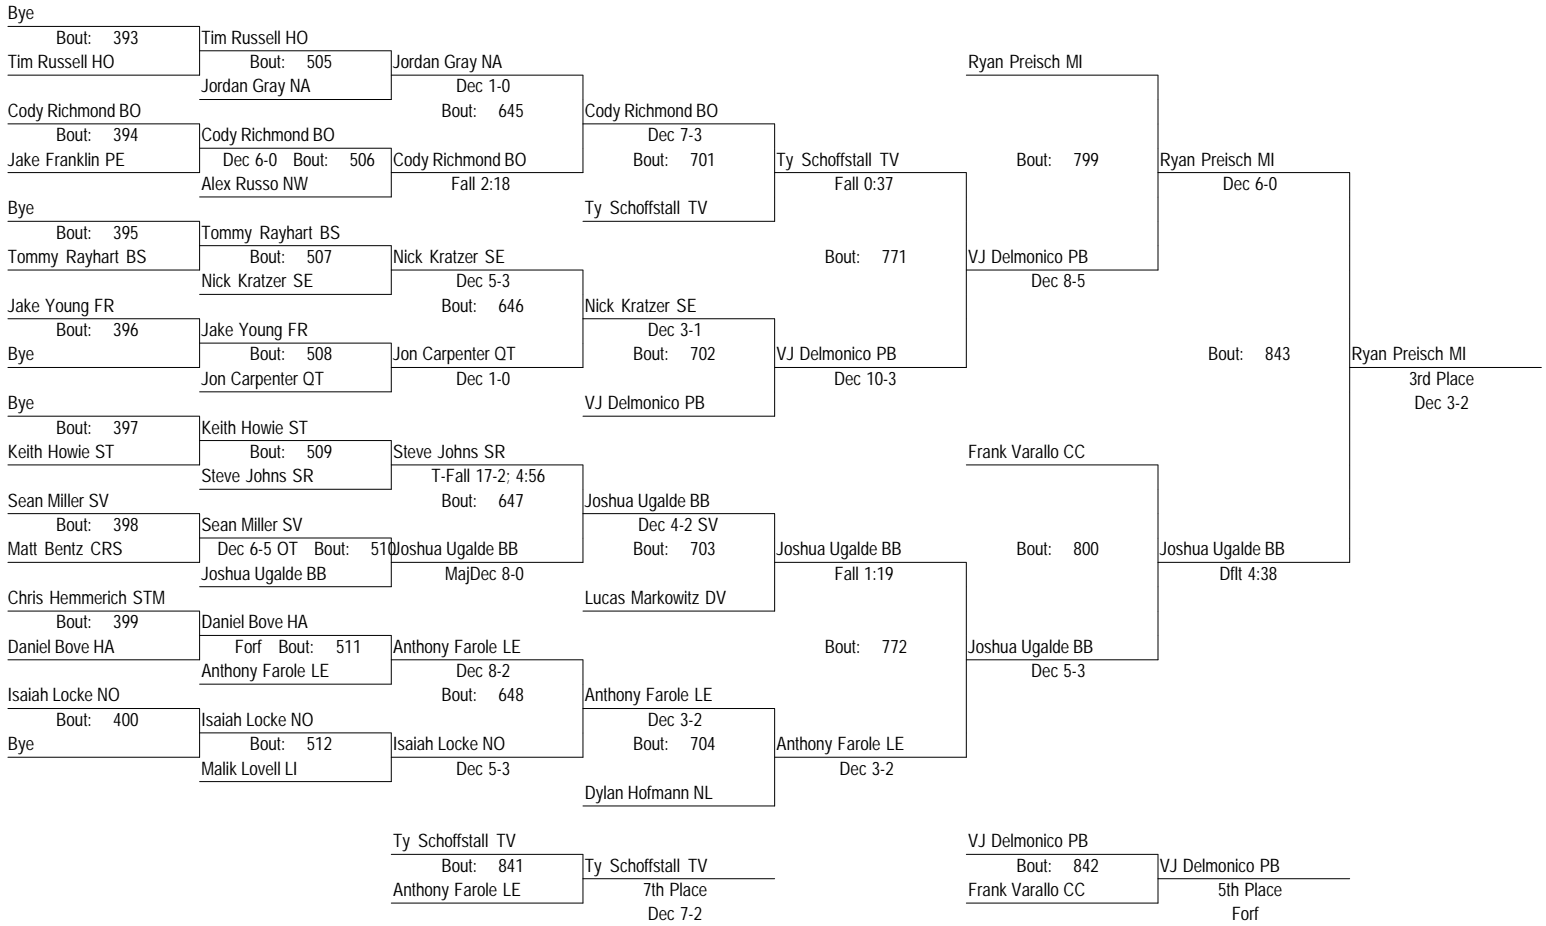 Bye
Bout: 393
Tim Russell HO
Tim Russell HO
Bout: 505
Jordan Gray NA
Jordan Gray NA
Dec 1-0
Bout: 645
Cody Richmond BO
Bout: 394
Jake Franklin PE
Cody Richmond BO
Dec 6-0 Bout: 506
Alex Russo NW
Cody Richmond BO
Fall 2:18
Cody Richmond BO
Dec 7-3
Bout: 701
Ty Schoffstall TV
Ty Schoffstall TV
Fall 0:37
Bye
Bout: 395
Tommy Rayhart BS
Tommy Rayhart BS
Bout: 507
Nick Kratzer SE
Nick Kratzer SE
Dec 5-3
Bout: 646
Jake Young FR
Bout: 396
Bye
Jake Young FR
Bout: 508
Jon Carpenter QT
Jon Carpenter QT
Dec 1-0
Nick Kratzer SE
Dec 3-1
Bout: 702
VJ Delmonico PB
VJ Delmonico PB
Dec 10-3
Bout: 771
Ryan Preisch MI
Bout: 799
VJ Delmonico PB
Dec 8-5
Ryan Preisch MI
Dec 6-0
Bye
Bout: 397
Keith Howie ST
Keith Howie ST
Bout: 509
Steve Johns SR
Steve Johns SR
T-Fall 17-2; 4:56
Bout: 647
Sean Miller SV
Bout: 398
Matt Bentz CRS
Sean Miller SV
Dec 6-5 OT Bout: 510
Joshua Ugalde BB
Joshua Ugalde BB
MajDec 8-0
Joshua Ugalde BB
Dec 4-2 SV
Bout: 703
Lucas Markowitz DV
Joshua Ugalde BB
Fall 1:19
Chris Hemmerich STM
Bout: 399
Daniel Bove HA
Daniel Bove HA
Forf Bout: 511
Anthony Farole LE
Anthony Farole LE
Dec 8-2
Bout: 648
Isaiah Locke NO
Bout: 400
Bye
Isaiah Locke NO
Bout: 512
Malik Lovell LI
Isaiah Locke NO
Dec 5-3
Anthony Farole LE
Dec 3-2
Bout: 704
Dylan Hofmann NL
Anthony Farole LE
Dec 3-2
Bout: 772
Frank Varallo CC
Bout: 800
Joshua Ugalde BB
Dec 5-3
Joshua Ugalde BB
Dflt 4:38
Bout: 843
Ryan Preisch MI
3rd Place
Dec 3-2
Ty Schoffstall TV
Bout: 841
Anthony Farole LE
Ty Schoffstall TV
7th Place
Dec 7-2
VJ Delmonico PB
Bout: 842
Frank Varallo CC
VJ Delmonico PB
5th Place
Forf